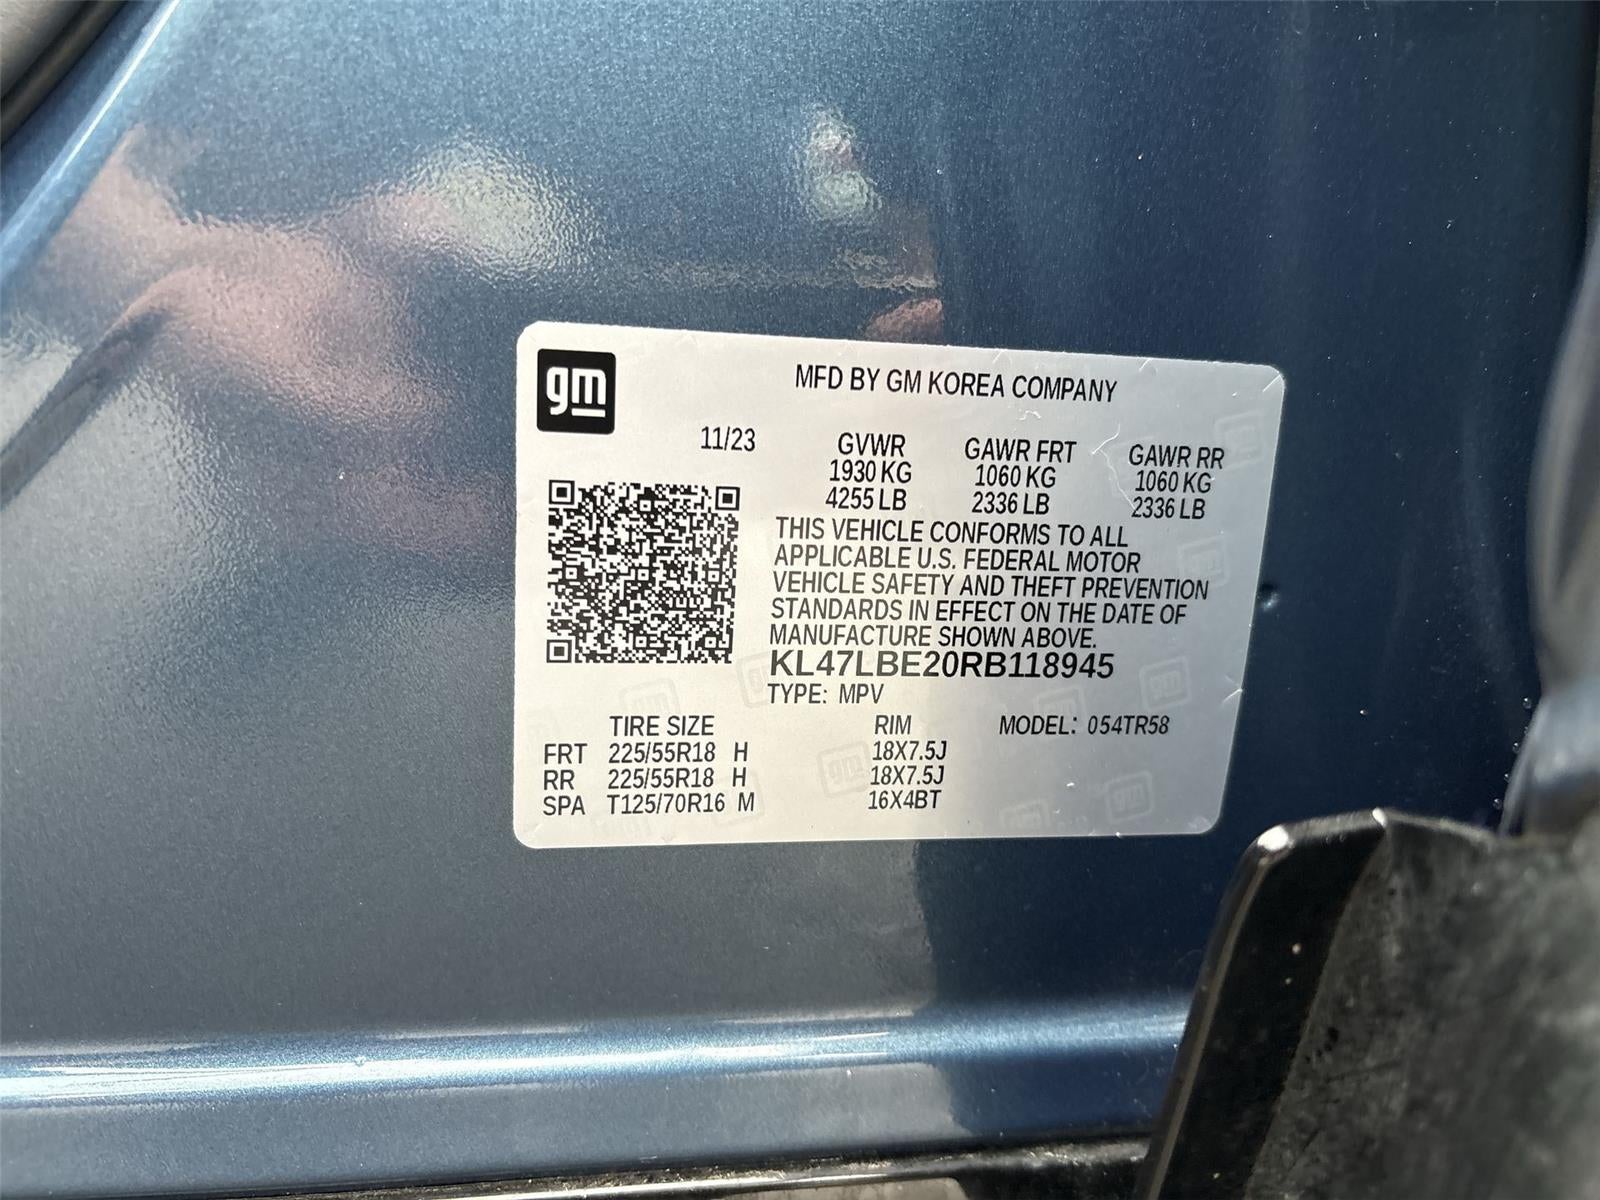 gm
MFD BY GM KOREA COMPANY
11/23 GVWR GAWR FRT GAWR RR
1930 KG 1060 KG 1060 KG
4255 LB 2336 LB 2336 LB
THIS VEHICLE CONFORMS TO ALL
APPLICABLE U.S. FEDERAL MOTOR
VEHICLE SAFETY AND THEFT PREVENTION
STANDARDS IN EFFECT ON THE DATE OF
MANUFACTURE SHOWN ABOVE.
KL47LBE20RB118945
TYPE: MPV
TIRE SIZE RIM MODEL: 054TR58
FRT 225/55R18 H 18X7.5J
RR 225/55R18 H 18X7.5J
SPA T125/70R16 M 16X4BT